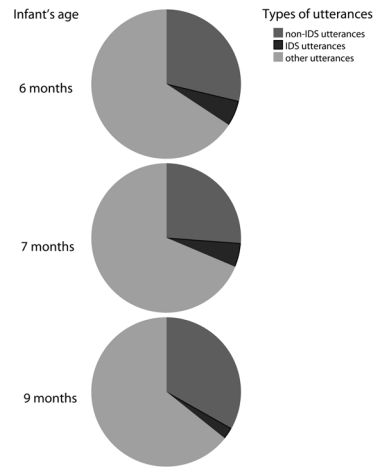 Infant's age
Types of utterances
non-IDS utterances
IDS utterances
other utterances
6 months
7 months
9 months